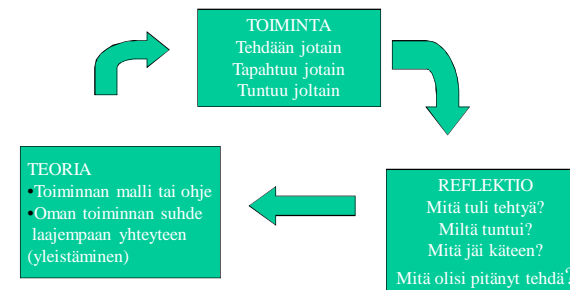 TOIMINTA
Tehdään jotain
Tapahtuu jotain
Tuntuu joltain
TEORIA
•Toiminnan malli tai ohje
•Oman toiminnan suhde
laajempaan yhteyteen
(yleistäminen)
REFLEKTIO
Mitä tuli tehtyä?
Miltä tuntui?
Mitä jäi käteen?
Mitä olisi pitänyt tehdä?